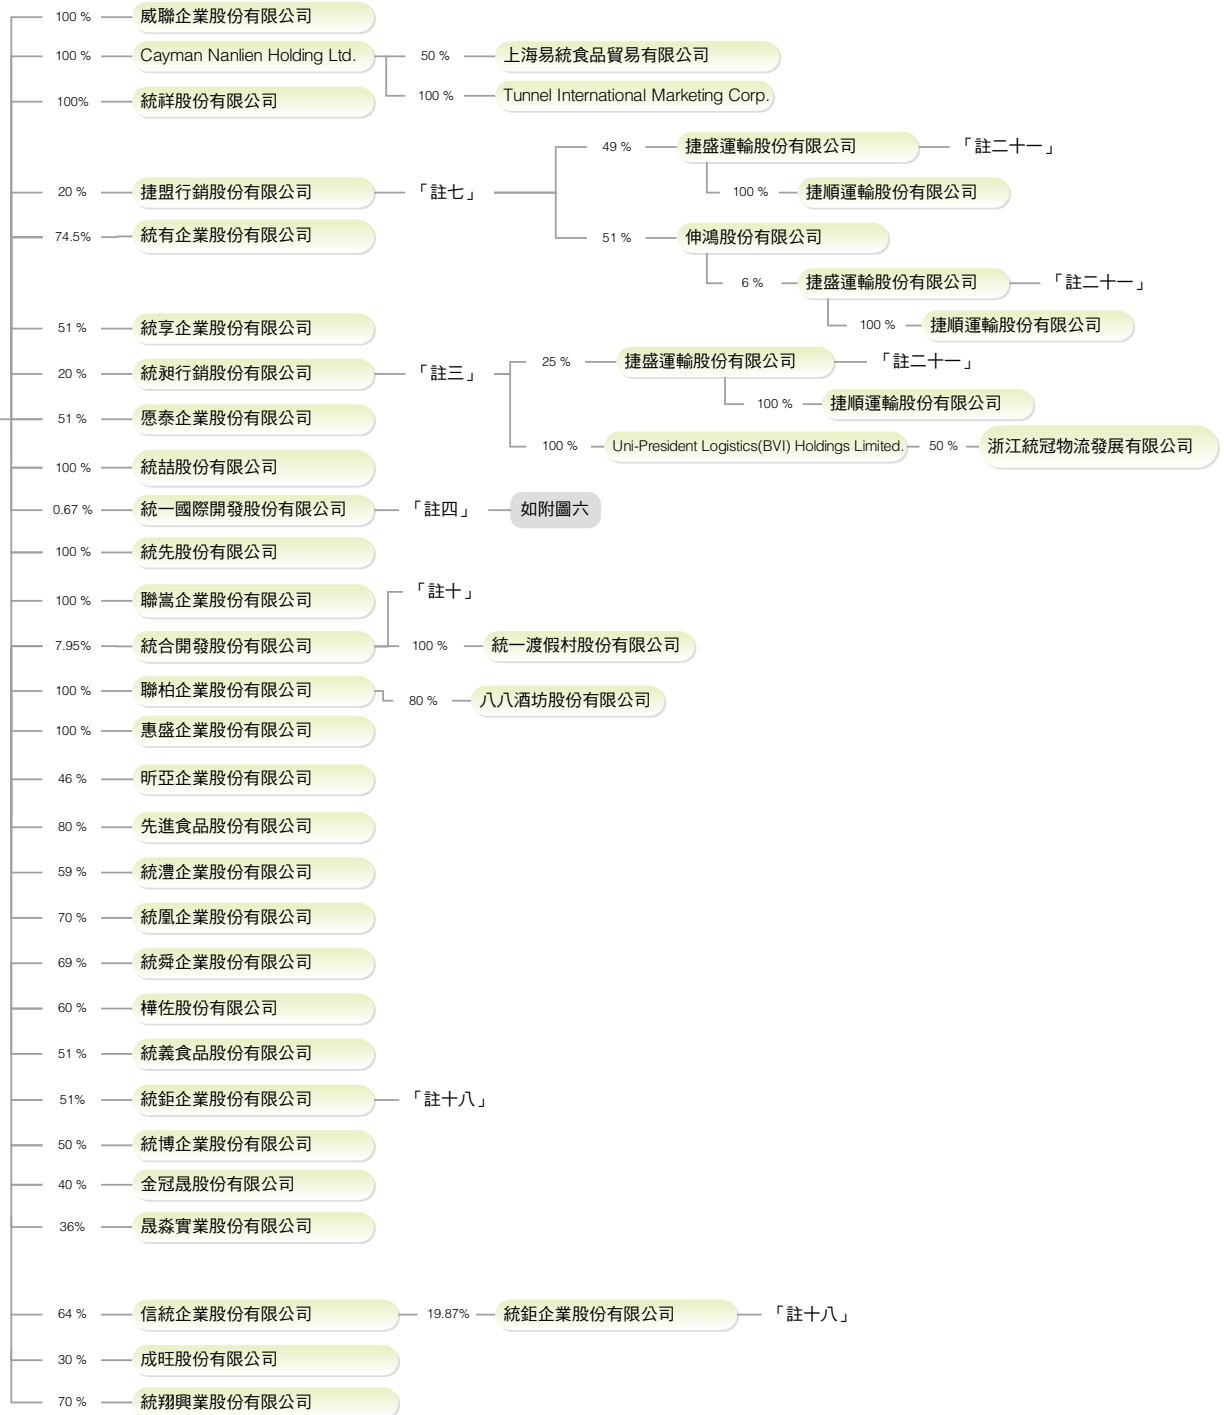 100 % 威聯企業股份有限公司
100 % Cayman Nanlien Holding Ltd. 50 % 上海易統食品貿易有限公司
100 % Tunnel International Marketing Corp.
100% 統祥股份有限公司
49 % 捷盛運輸股份有限公司 「註二十一」
20 % 捷盟行銷股份有限公司 「註七」 100 % 捷順運輸股份有限公司
74.5% 統有企業股份有限公司 51 % 伸鴻股份有限公司
6 % 捷盛運輸股份有限公司 「註二十一」
51 % 統享企業股份有限公司 100 % 捷順運輸股份有限公司
25 % 捷盛運輸股份有限公司 「註二十一」
20 % 統昶行銷股份有限公司 「註三」
100 % 捷順運輸股份有限公司
51 % 愿泰企業股份有限公司
100 % Uni-President Logistics(BVI) Holdings Limited. 50 % 浙江統冠物流發展有限公司
100 % 統喆股份有限公司
0.67 % 統一國際開發股份有限公司 「註四」 如附圖六
100 % 統先股份有限公司
「註十」
100 % 聯嵩企業股份有限公司
7.95% 統合開發股份有限公司 100 % 統一渡假村股份有限公司
100 % 聯柏企業股份有限公司 80 % 八八酒坊股份有限公司
100 % 惠盛企業股份有限公司
46 % 昕亞企業股份有限公司
80 % 先進食品股份有限公司
59 % 統澧企業股份有限公司
70 % 統凰企業股份有限公司
69 % 統舜企業股份有限公司
60 % 樺佐股份有限公司
51 % 統義食品股份有限公司
51% 統鉅企業股份有限公司 「註十八」
50 % 統博企業股份有限公司
40 % 金冠晟股份有限公司
36% 晟淼實業股份有限公司
64 % 信統企業股份有限公司 19.87% 統鉅企業股份有限公司 「註十八」
30 % 成旺股份有限公司
70 % 統翔興業股份有限公司